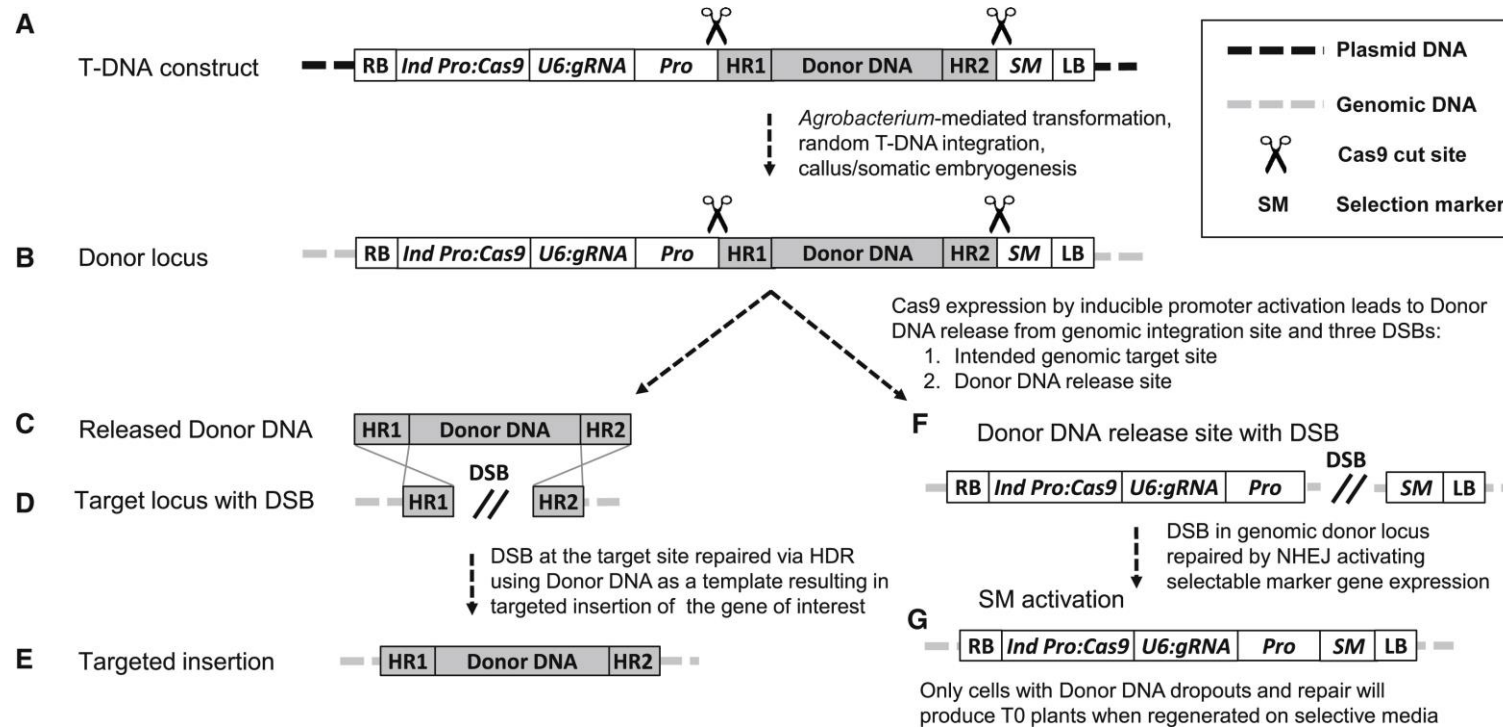 A
T-DNA construct
RB Ind Pro:Cas9 U6:gRNA Pro HR1 Donor DNA HR2 SM LB
Plasmid DNA
Genomic DNA
Cas9 cut site
SM Selection marker
Agrobacterium-mediated transformation,
random T-DNA integration,
callus/somatic embryogenesis
B Donor locus
RB Ind Pro:Cas9 U6:gRNA Pro HR1 Donor DNA HR2 SM LB
Cas9 expression by inducible promoter activation leads to Donor
DNA release from genomic integration site and three DSBs:
1. Intended genomic target site
2. Donor DNA release site
C Released Donor DNA
HR1 Donor DNA HR2
DSB
D Target locus with DSB
HR1 HR2
DSB at the target site repaired via HDR
using Donor DNA as a template resulting in
targeted insertion of the gene of interest
E Targeted insertion
HR1 Donor DNA HR2
F
Donor DNA release site with DSB
DSB
RB Ind Pro:Cas9 U6:gRNA Pro SM LB
DSB in genomic donor locus
repaired by NHEJ activating
selectable marker gene expression
SM activation
G
RB Ind Pro:Cas9 U6:gRNA Pro SM LB
Only cells with Donor DNA dropouts and repair will
produce T0 plants when regenerated on selective media